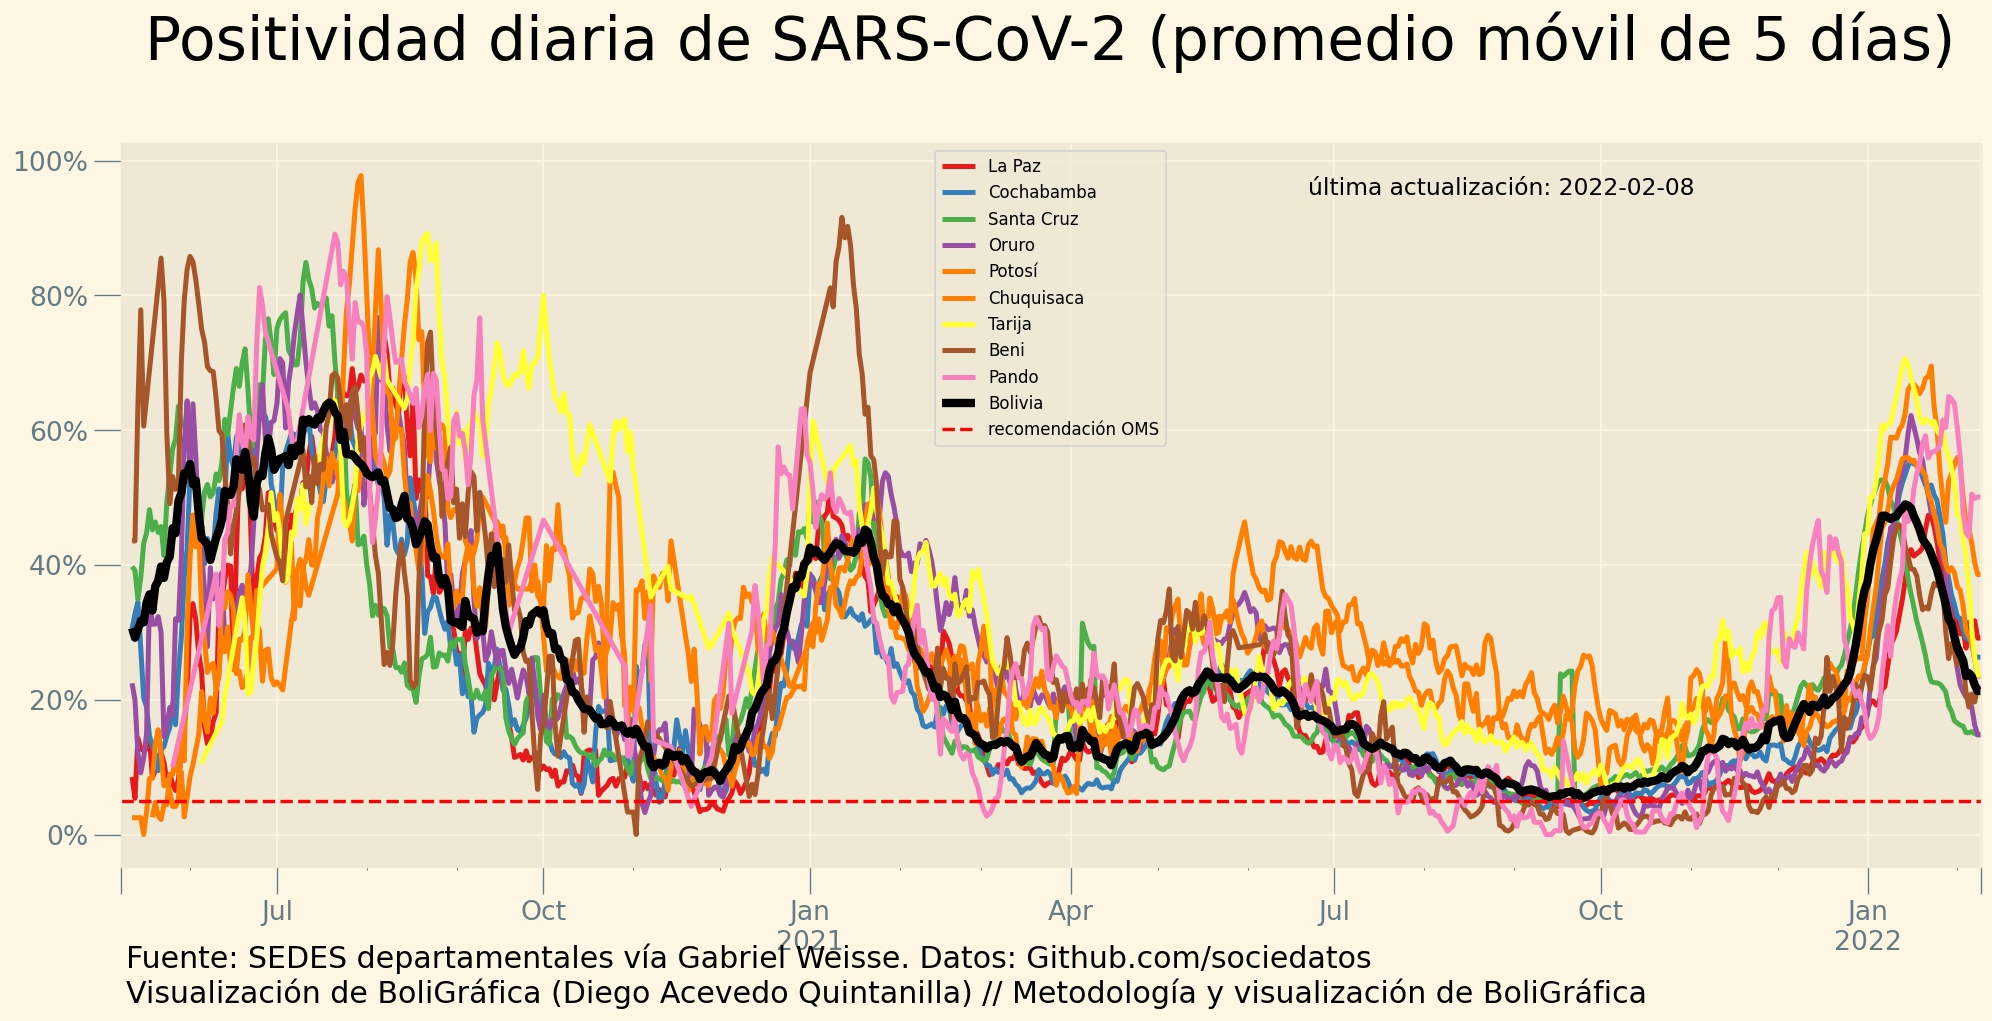 Positividad diaria de SARS-CoV-2 (promedio móvil de 5 días)
100%
80%
60%
40%
20%
0%
La Paz
Cochabamba
Santa Cruz
Oruro
Potosí
Chuquisaca
Tarija
Beni
Pando
Bolivia
recomendación OMS
última actualización: 2022-02-08
Jul
Oct
Jan
2021
Apr
Jul
Oct
Jan
2022
Fuente: SEDES departamentales vía Gabriel Weisse. Datos: Github.com/sociedatos
Visualización de BoliGráfica (Diego Acevedo Quintanilla) // Metodología y visualización de BoliGráfica